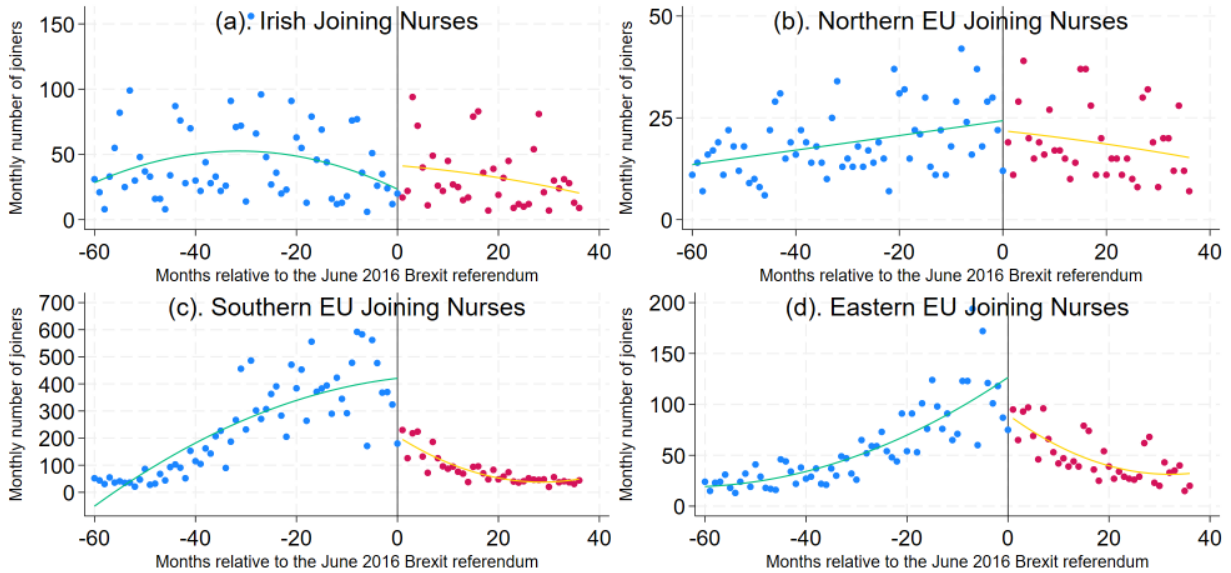 (a). Irish Joining Nurses
Monthly number of joiners
150
100
50
0
-60 -40 -20 0 20 40
Months relative to the June 2016 Brexit referendum
(b). Northern EU Joining Nurses
Monthly number of joiners
50
25
0
-60 -40 -20 0 20 40
Months relative to the June 2016 Brexit referendum
(c). Southern EU Joining Nurses
Monthly number of joiners
700
600
500
400
300
200
100
0
-60 -40 -20 0 20 40
Months relative to the June 2016 Brexit referendum
(d). Eastern EU Joining Nurses
Monthly number of joiners
200
150
100
50
0
-60 -40 -20 0 20 40
Months relative to the June 2016 Brexit referendum